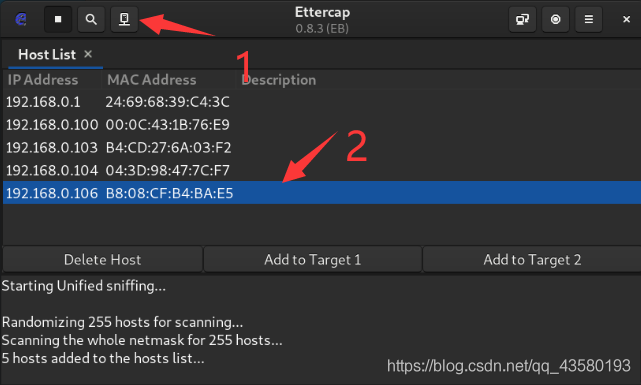 Ettercap
0.8.3 (EB)
Host List ×
1
IP Address MAC Address Description
192.168.0.1 24:69:68:39:C4:3C
192.168.0.100 00:0C:43:1B:76:E9
192.168.0.103 B4:CD:27:6A:03:F2
2
192.168.0.104 04:3D:98:47:7C:F7
192.168.0.106 B8:08:CF:B4:BA:E5
Delete Host Add to Target 1 Add to Target 2
Starting Unified sniffing...
Randomizing 255 hosts for scanning...
Scanning the whole netmask for 255 hosts...
5 hosts added to the hosts list...
https://blog.csdn.net/qq_43580193